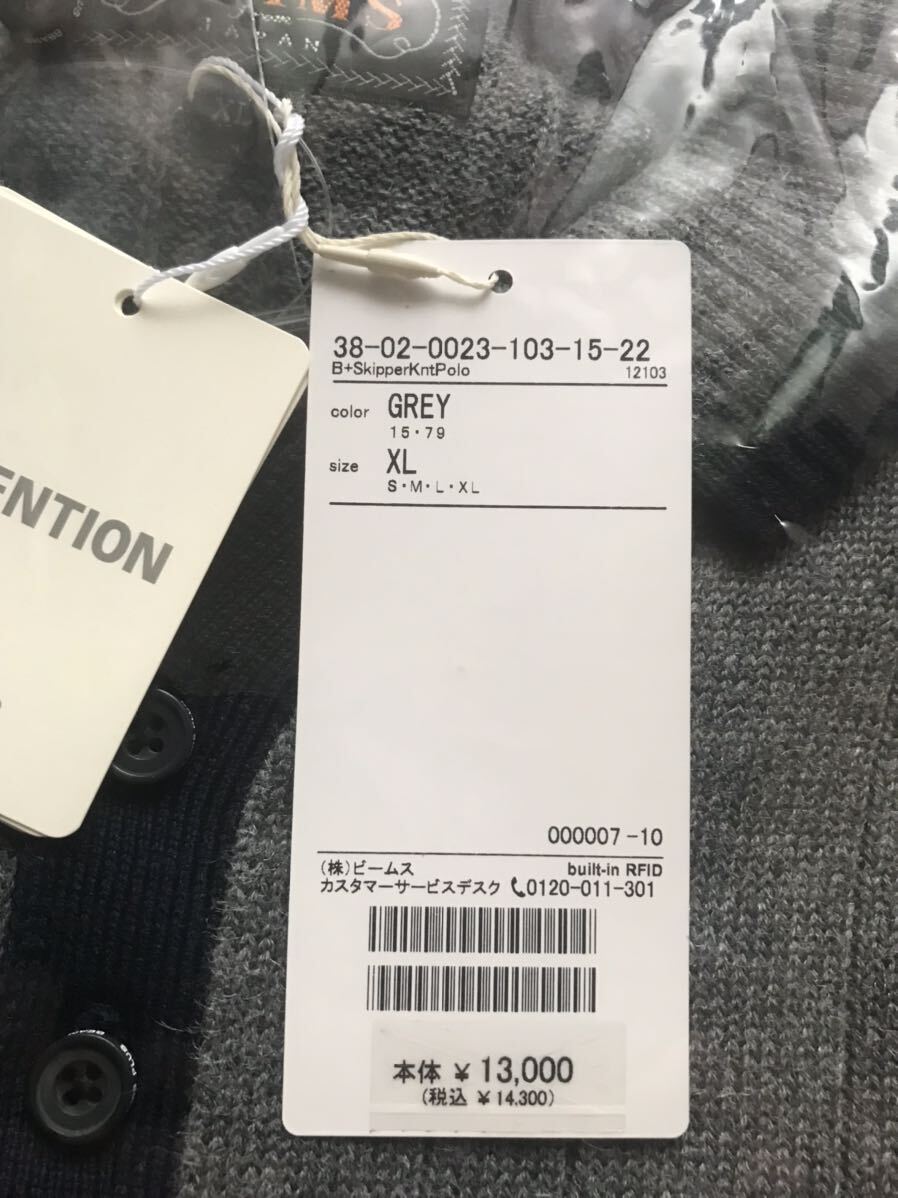 38-02-0023-103-15-22
B+SkipperKntPolo 12103
color GREY
15・79
size XL
S・M・L・XL
000007-10
(株)ビームス built-in RFID
カスタマーサービスデスク 0120-011-301
本体 ¥ 13,000
(税込 ¥ 14,300)
ENTION
BEAMS PLUS